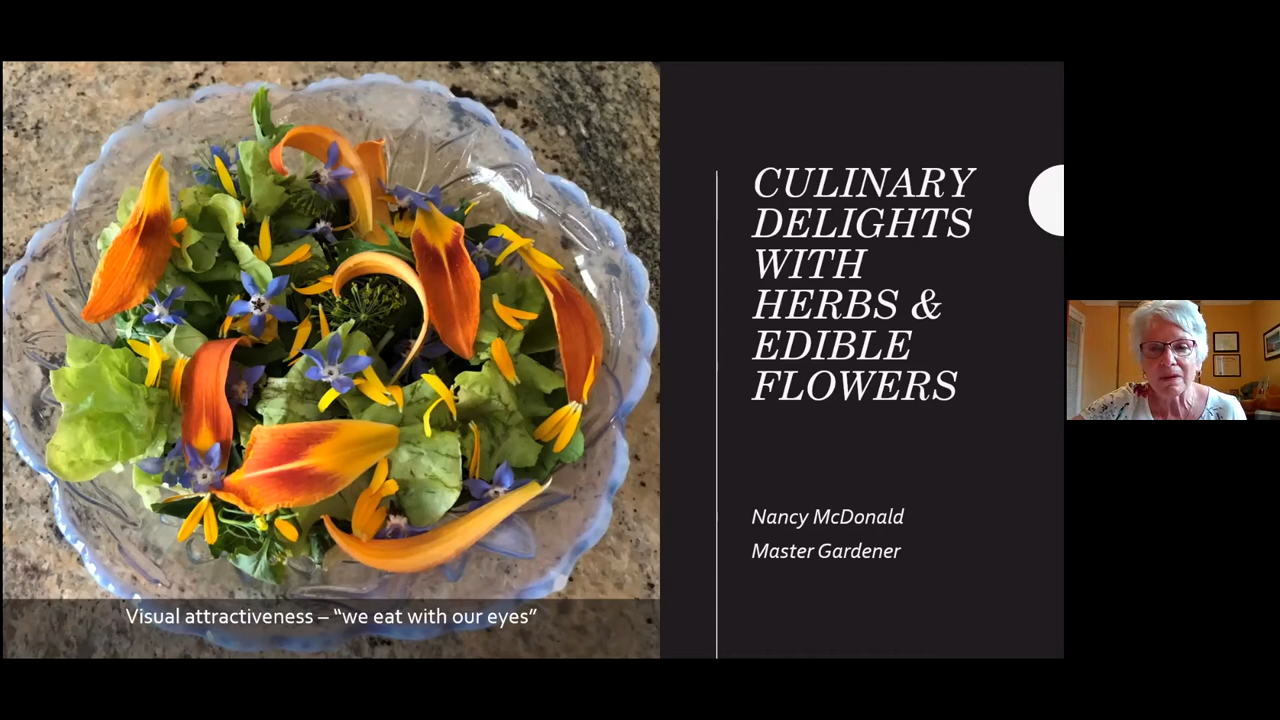 CULINARY
DELIGHTS
WITH
HERBS &
EDIBLE
FLOWERS
Nancy McDonald
Master Gardener
Visual attractiveness – “we eat with our eyes”